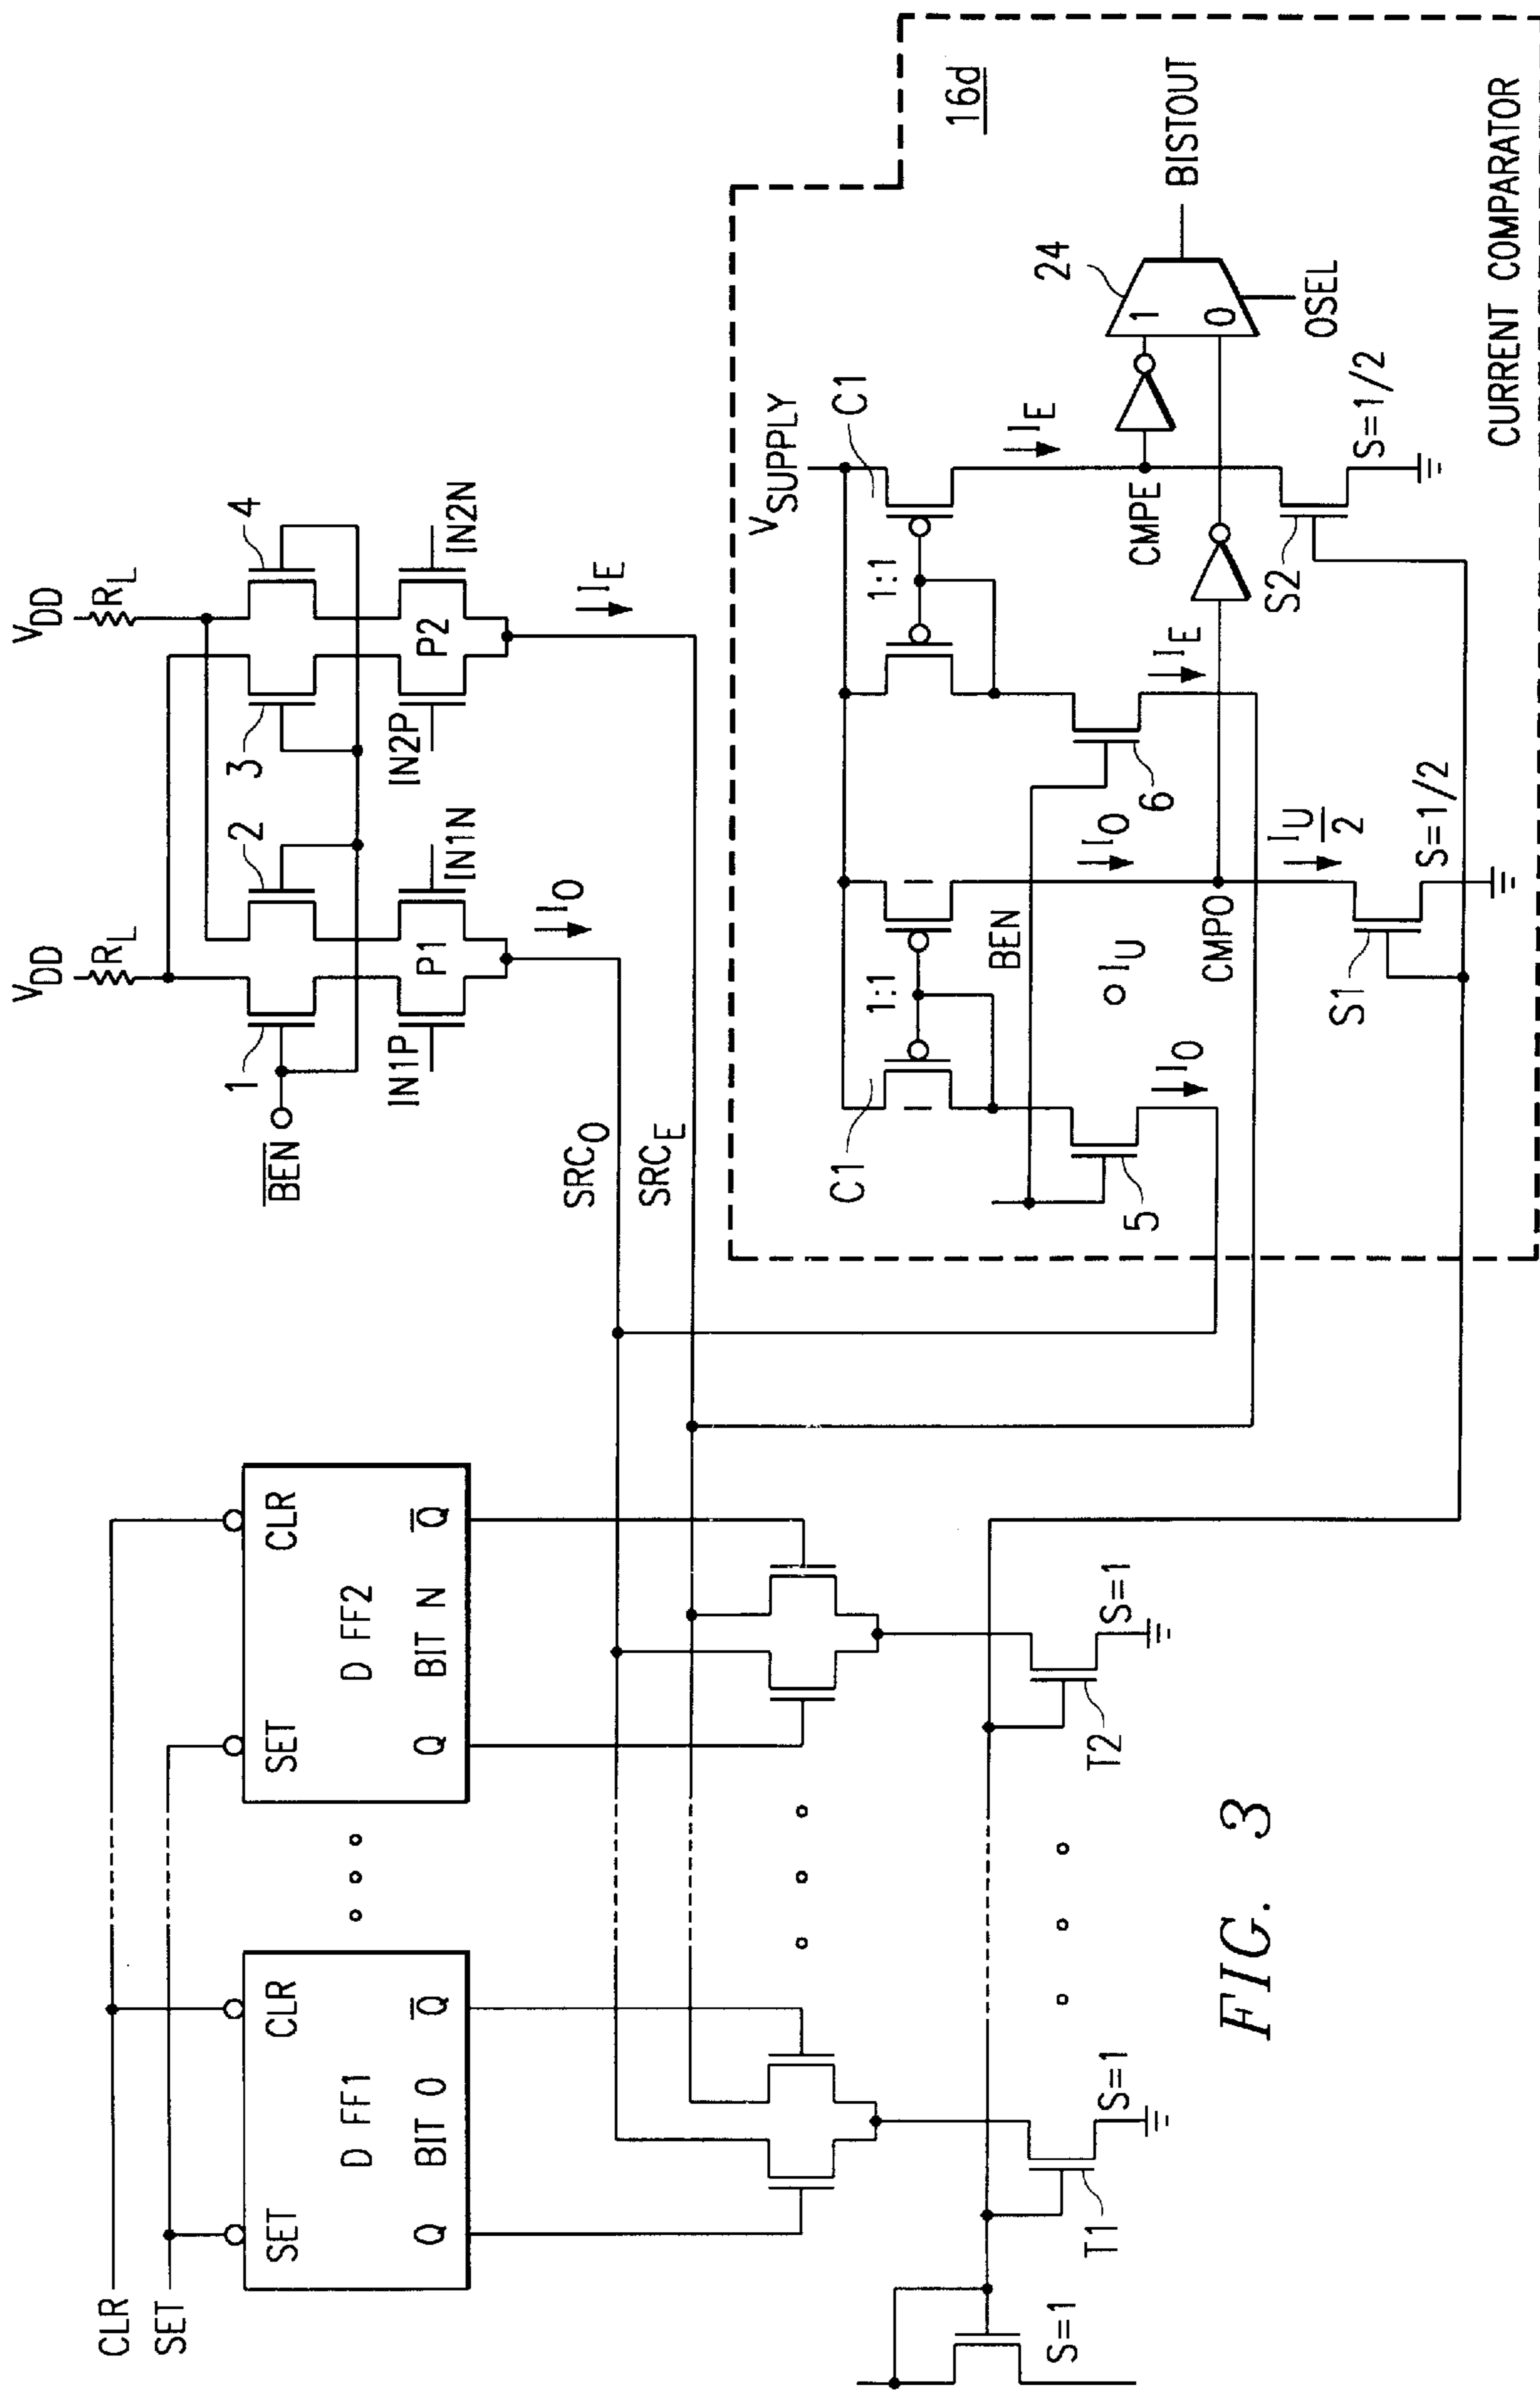 CLR
SET
SET
CLR
D FF1
BIT 0
Q
Q̅
SET
CLR
D FF2
BIT N
Q
Q̅
S=1
T1
S=1
T2
S=1
FIG. 3
V_DD
R_L
V_DD
R_L
B̅E̅N̅
1
2
3
4
IN1P
P1
IN1N
IN2P
P2
IN2N
I_O
I_E
SRC_O
SRC_E
16d
V_SUPPLY
C1
1:1
1:1
C1
I_E
BEN
I_O
I_E
5
6
I_O
I_U
CMPO
CMPE
I_U/2
S1
S=1/2
S2
S=1/2
24
1
0
OSEL
BISTOUT
CURRENT COMPARATOR